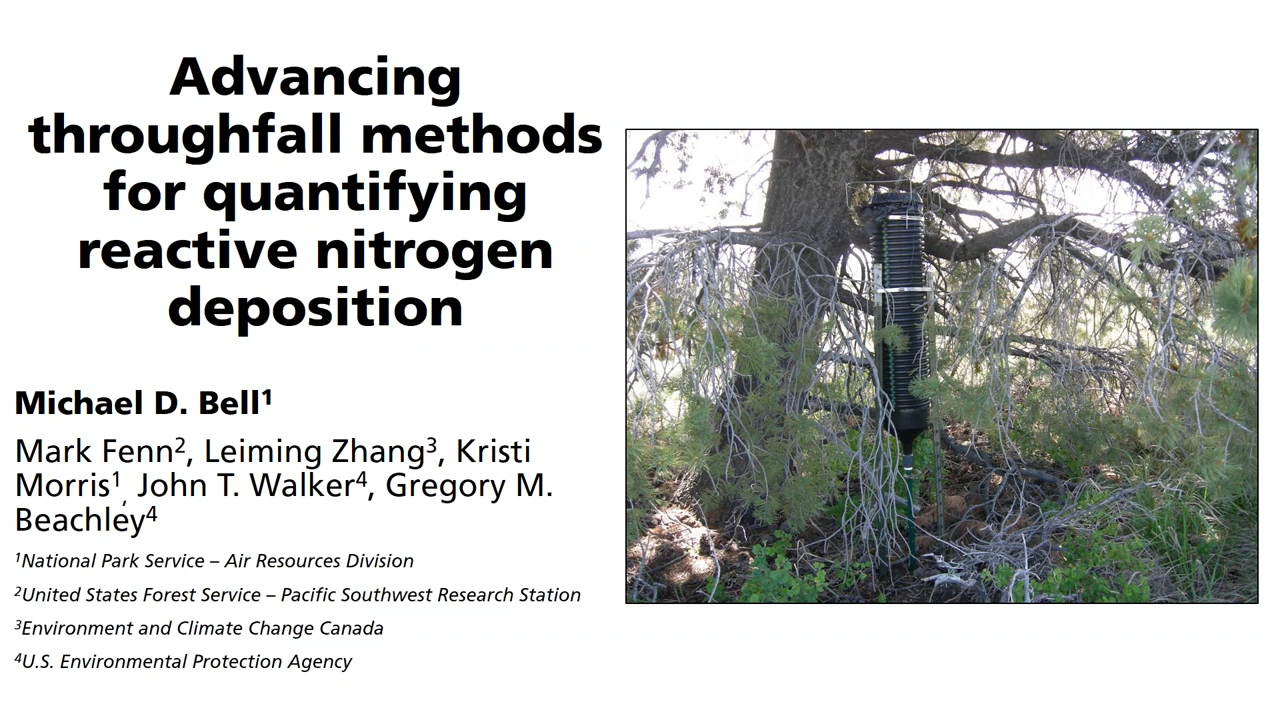 Advancing
throughfall methods
for quantifying
reactive nitrogen
deposition
Michael D. Bell¹
Mark Fenn², Leiming Zhang³, Kristi
Morris¹, John T. Walker⁴, Gregory M.
Beachley⁴
¹National Park Service – Air Resources Division
²United States Forest Service – Pacific Southwest Research Station
³Environment and Climate Change Canada
⁴U.S. Environmental Protection Agency